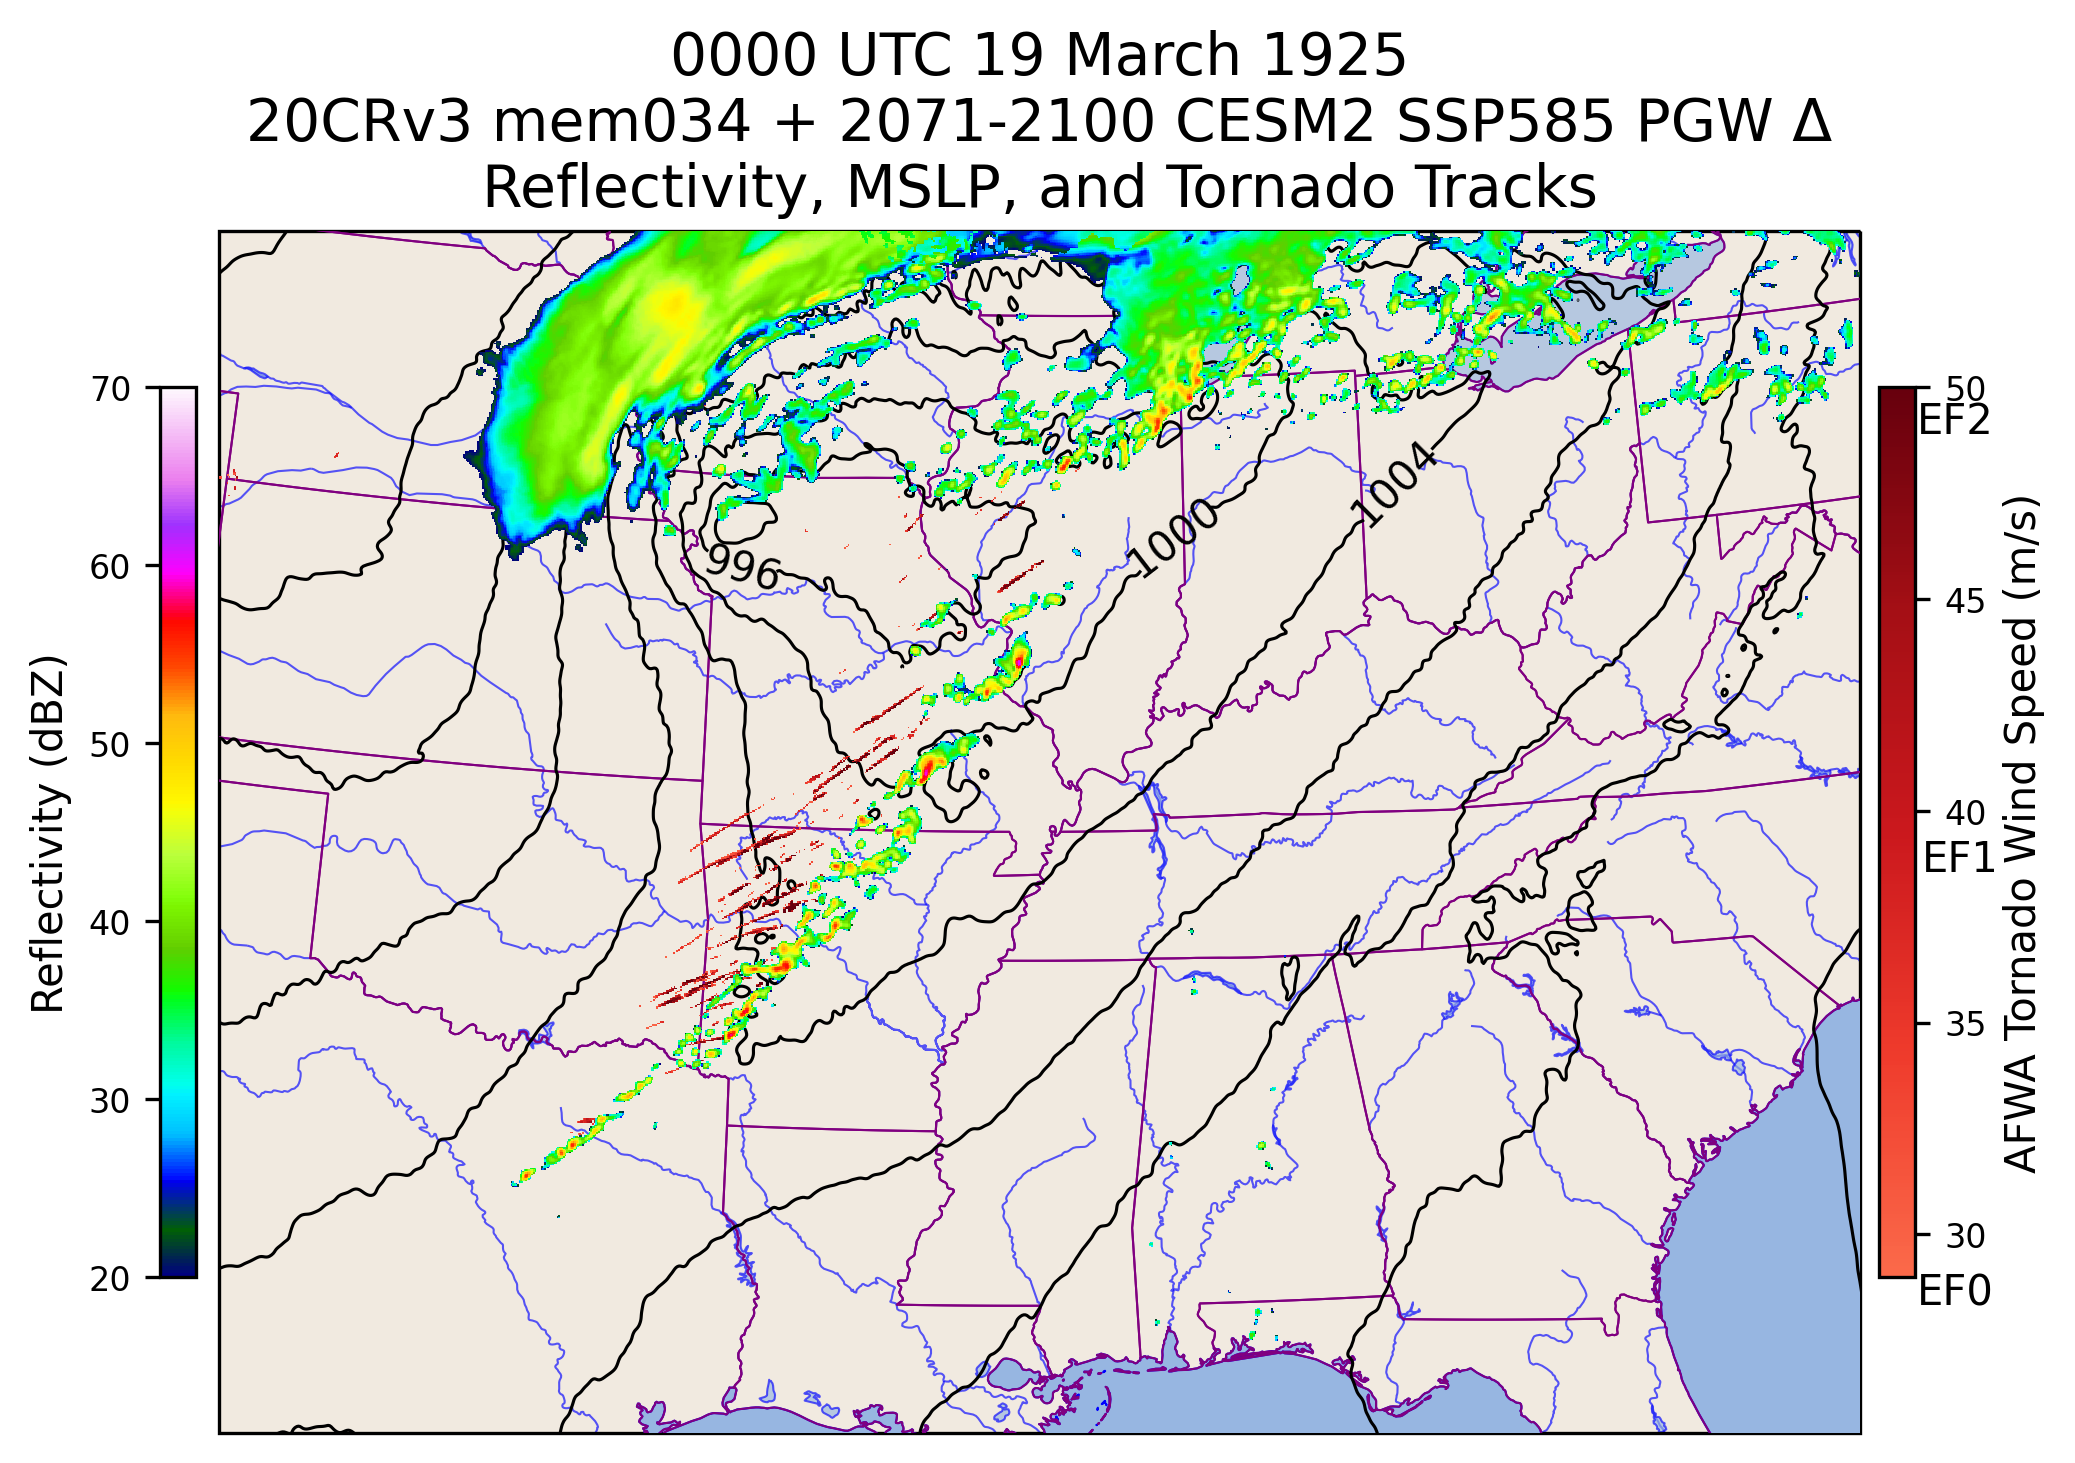 0000 UTC 19 March 1925
20CRv3 mem034 + 2071-2100 CESM2 SSP585 PGW Δ
Reflectivity, MSLP, and Tornado Tracks
70
60
50
40
30
20
Reflectivity (dBZ)
996
1000
1004
50
EF2
45
40
EF1
35
30
EF0
AFWA Tornado Wind Speed (m/s)